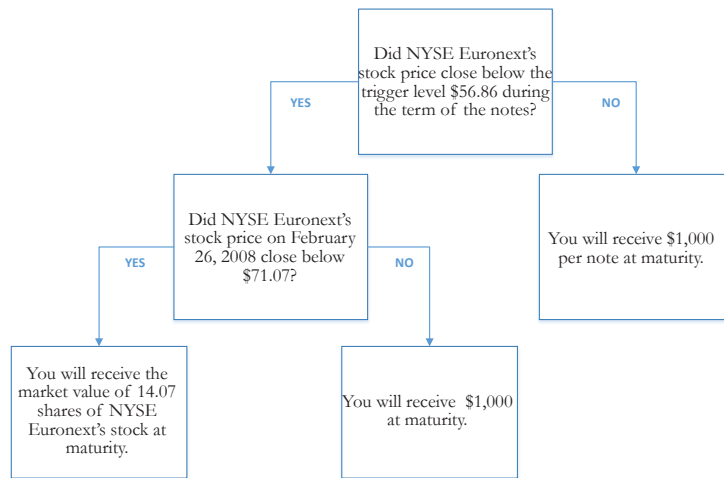 Did NYSE Euronext's
stock price close below the
trigger level $56.86 during
the term of the notes?
YES
NO
Did NYSE Euronext's
stock price on February
26, 2008 close below
$71.07?
You will receive $1,000
per note at maturity.
YES
NO
You will receive the
market value of 14.07
shares of NYSE
Euronext's stock at
maturity.
You will receive $1,000
at maturity.